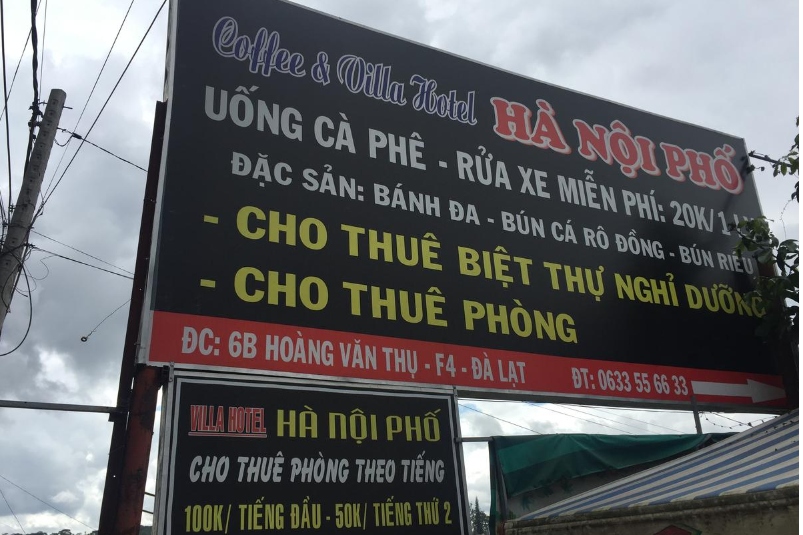 Coffee & Villa Hotel HÀ NỘI PHỐ
UỐNG CÀ PHÊ - RỬA XE MIỄN PHÍ: 20K/1
ĐẶC SẢN: BÁNH ĐA - BÚN CÁ RÔ ĐỒNG - BÚN RIÊU
- CHO THUÊ BIỆT THỰ NGHỈ DƯỠNG
- CHO THUÊ PHÒNG
ĐC: 6B HOÀNG VĂN THỤ - F4 - ĐÀ LẠT ĐT: 0633 55 66 33
VILLA HOTEL HÀ NỘI PHỐ
CHO THUÊ PHÒNG THEO TIẾNG
100K/ TIẾNG ĐẦU - 50K/ TIẾNG THỨ 2